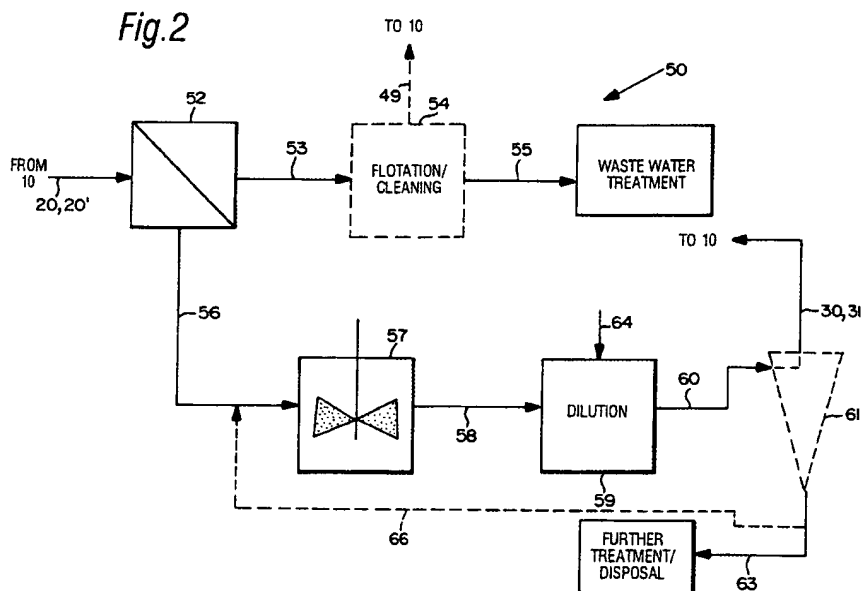 Fig.2
TO 10
50
52
49
54
FROM
10
20,20'
53
FLOTATION/
CLEANING
55
WASTE WATER
TREATMENT
TO 10
56
30,31
57
64
58
DILUTION
60
61
59
66
FURTHER
TREATMENT/
DISPOSAL
63